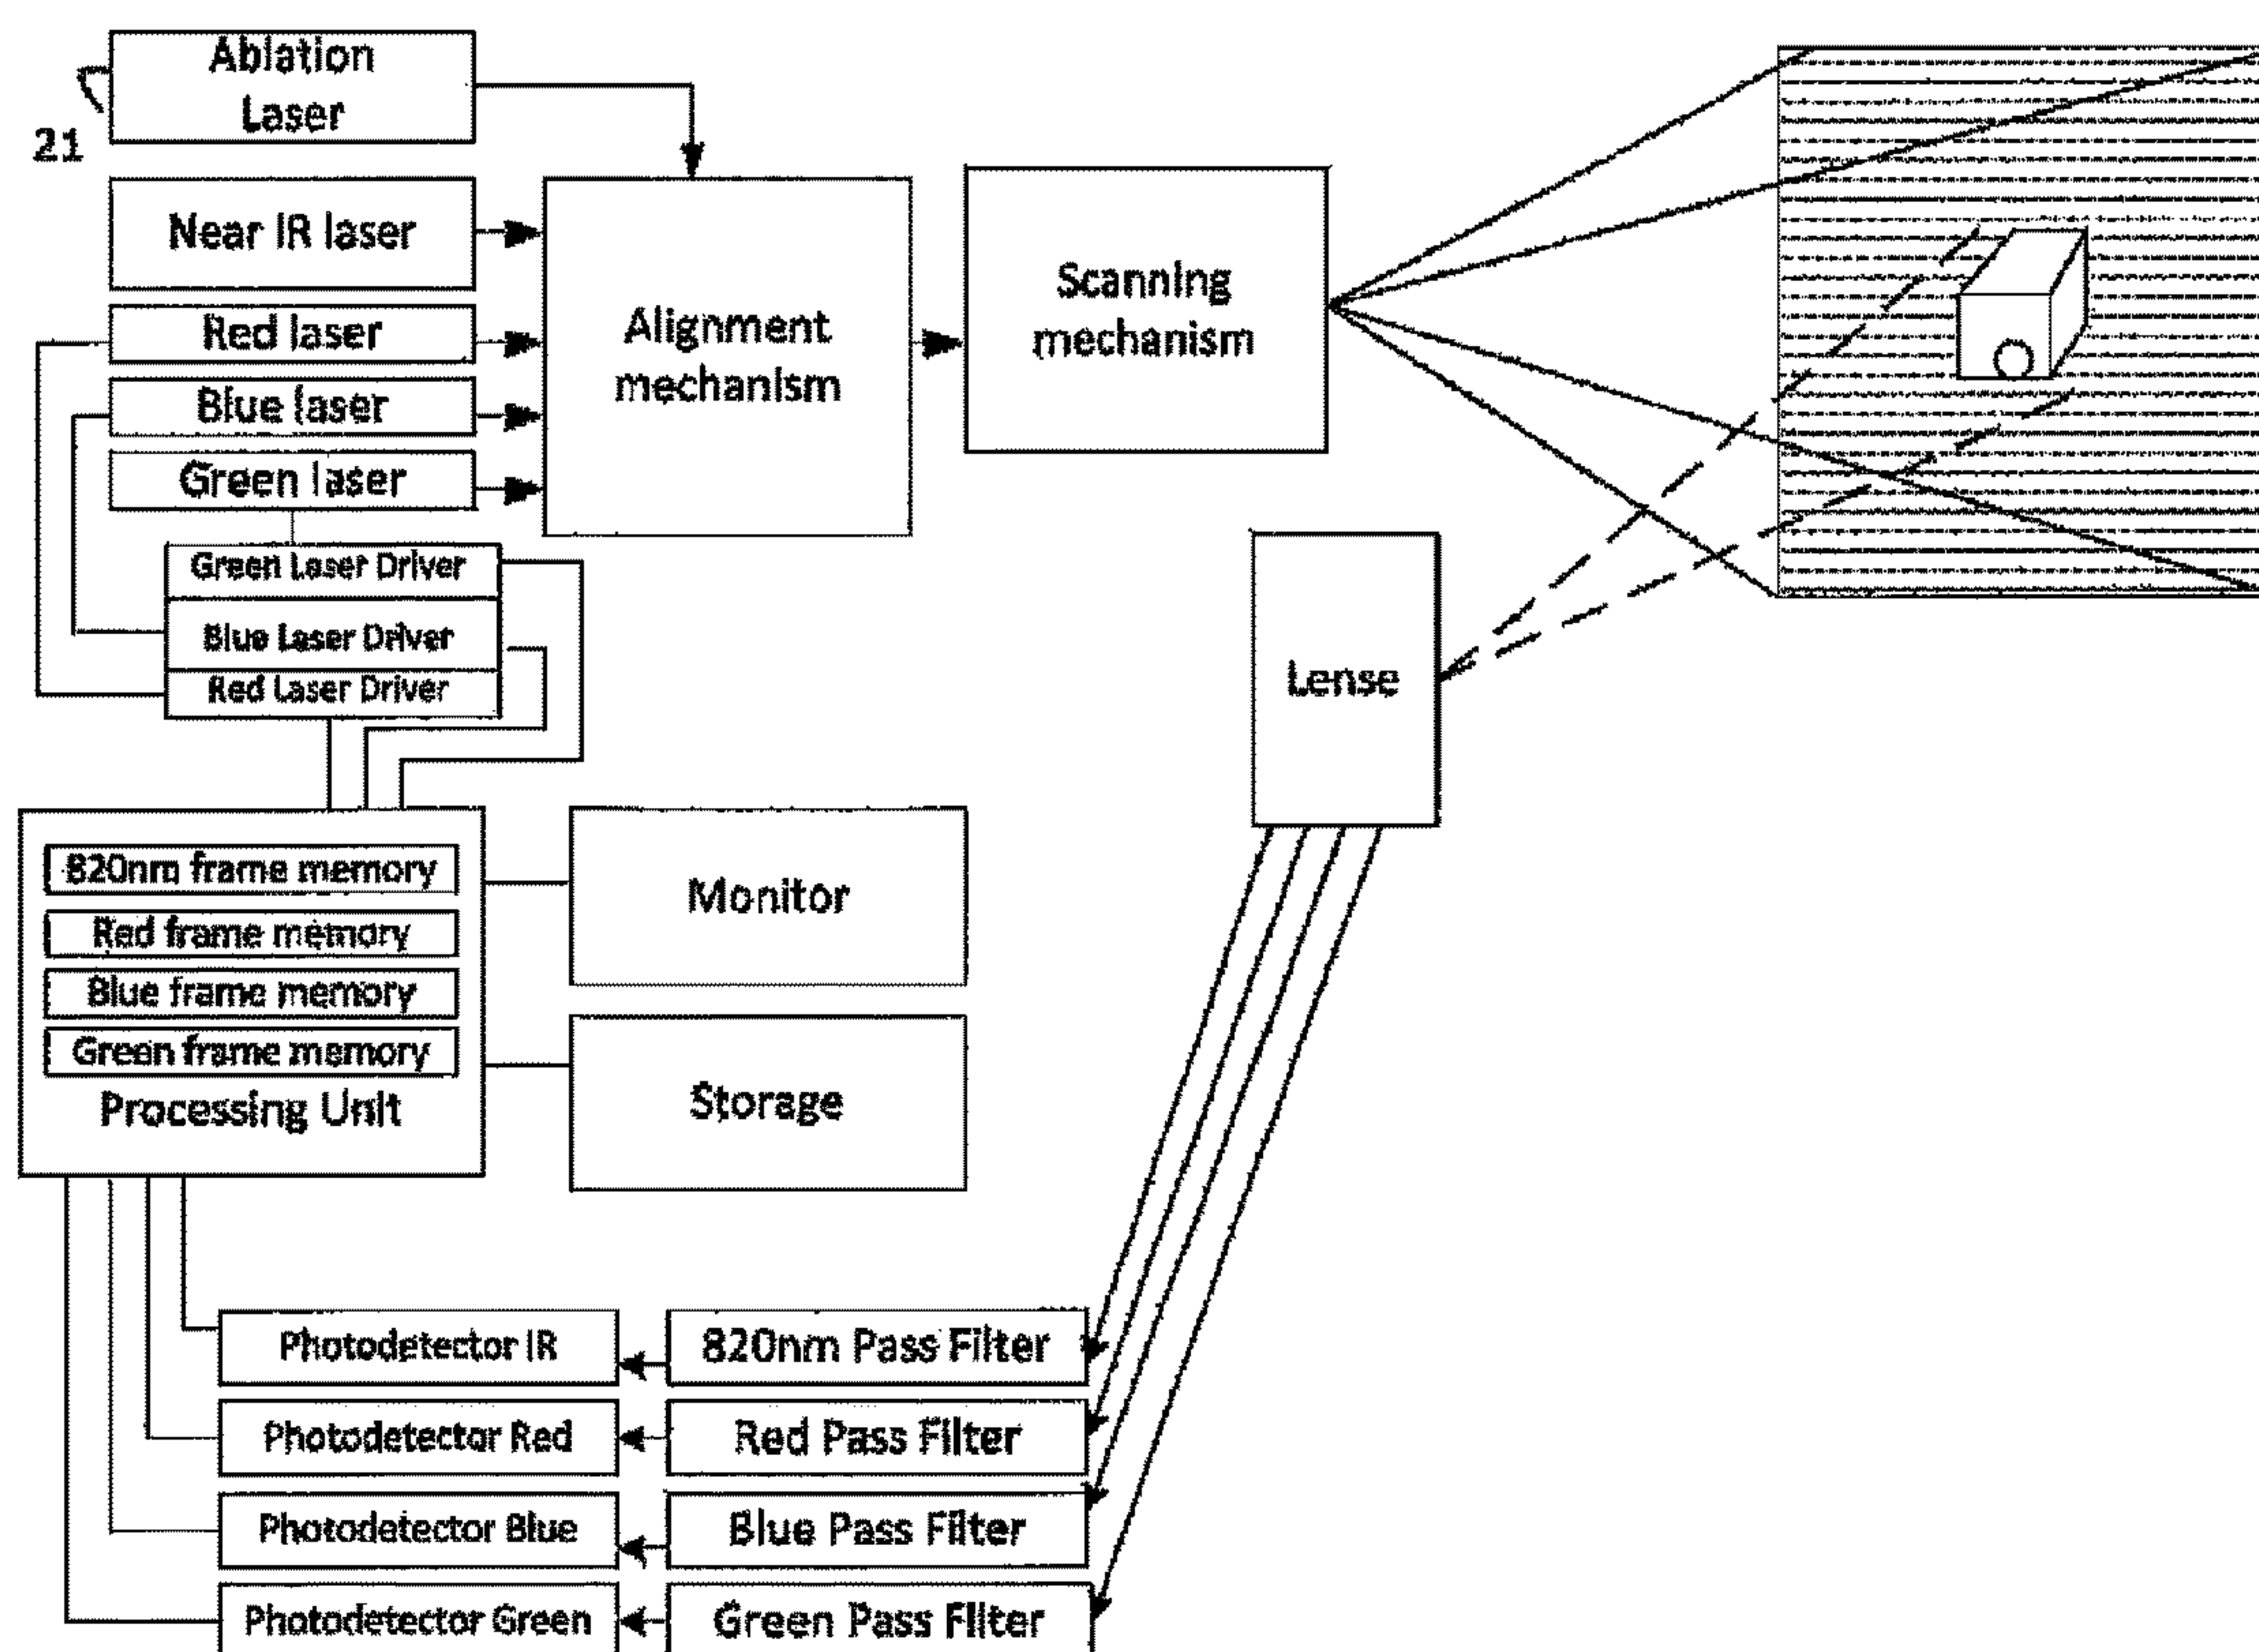 Ablation
Laser
21
Near IR laser
Red laser
Blue laser
Green laser
Alignment
mechanism
Scanning
mechanism
Green Laser Driver
Blue Laser Driver
Red Laser Driver
Lense
820nm frame memory
Red frame memory
Blue frame memory
Green frame memory
Processing Unit
Monitor
Storage
Photodetector IR
820nm Pass Filter
Photodetector Red
Red Pass Filter
Photodetector Blue
Blue Pass Filter
Photodetector Green
Green Pass Filter